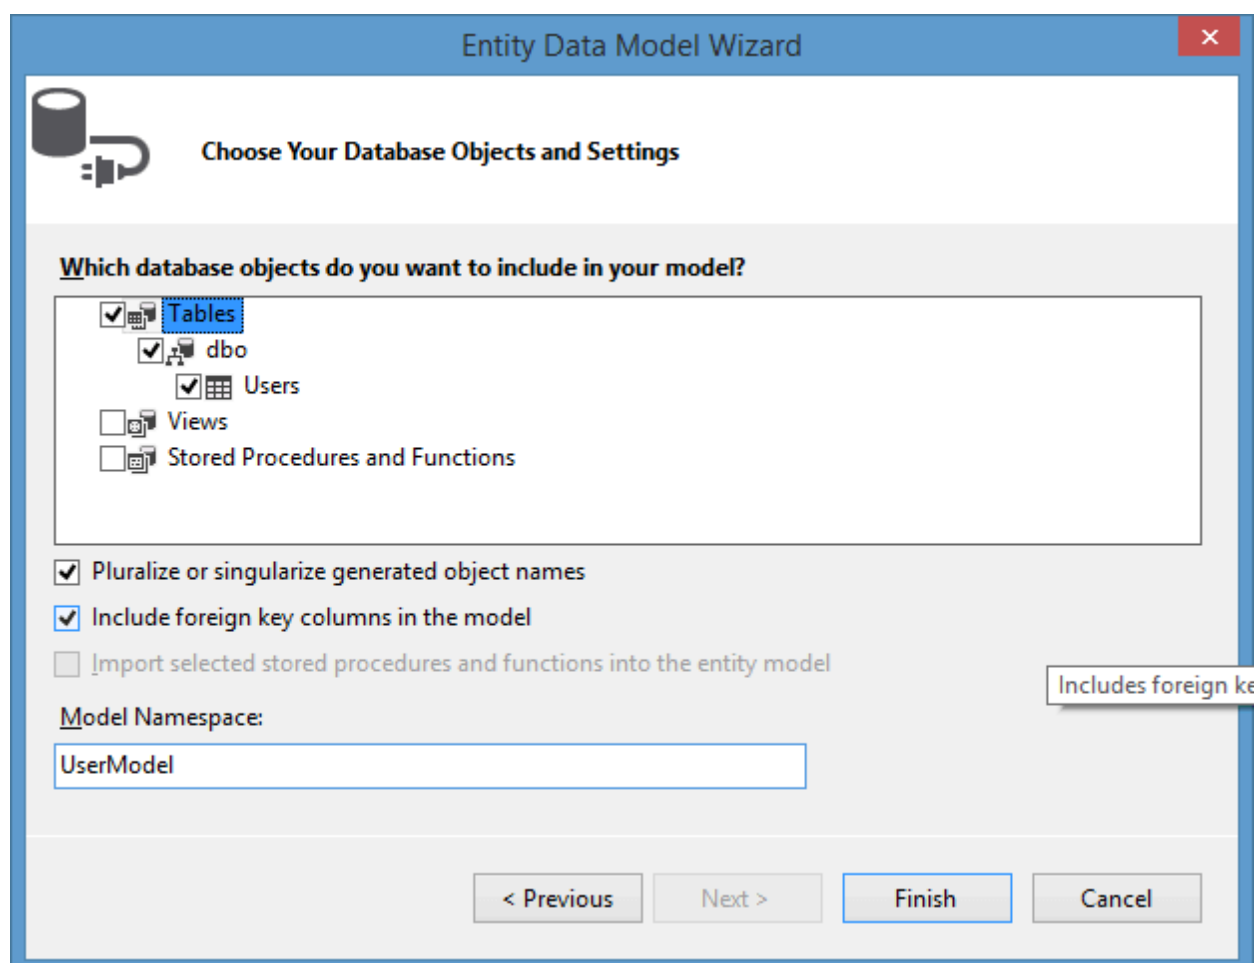 Entity Data Model Wizard
Choose Your Database Objects and Settings
Which database objects do you want to include in your model?
Tables
dbo
Users
Views
Stored Procedures and Functions
Pluralize or singularize generated object names
Include foreign key columns in the model
Import selected stored procedures and functions into the entity model
Includes foreign ke
Model Namespace:
UserModel
< Previous Next > Finish Cancel